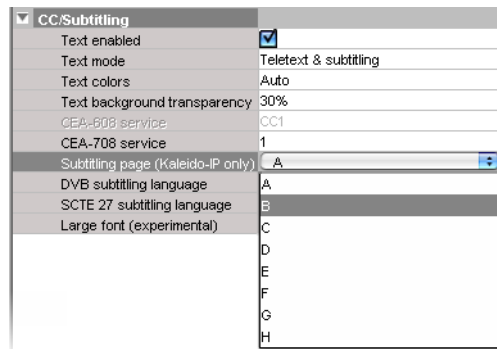 CC/Subtitling
Text enabled
Text mode Teletext & subtitling
Text colors Auto
Text background transparency 30%
CEA-608 service CC1
CEA-708 service 1
Subtitling page (Kaleido-IP only) A
DVB subtitling language A
SCTE 27 subtitling language B
Large font (experimental) C
D
E
F
G
H